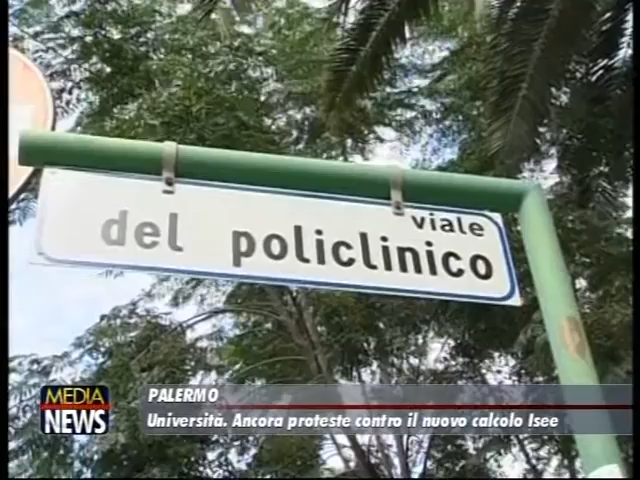 viale
del policlinico
MEDIA
NEWS
PALERMO
Università. Ancora proteste contro il nuovo calcolo Isee